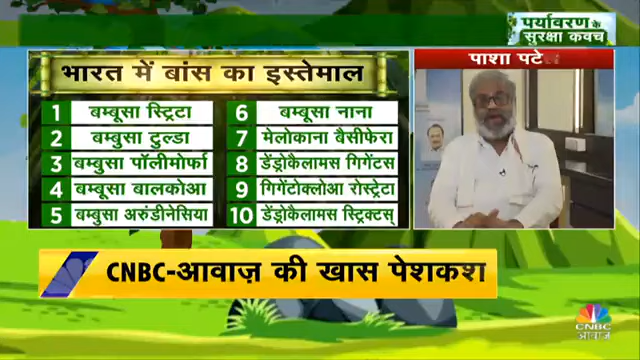 पर्यावरण के
सुरक्षा कवच
भारत में बांस का इस्तेमाल
1 बम्बूसा स्ट्रिटा
2 बम्बुसा टुल्डा
3 बम्बुसा पॉलीमोर्फा
4 बम्बूसा बालकोआ
5 बम्बुसा अरुंडीनेसिया
6 बम्बूसा नाना
7 मेलोकाना बैसीफेरा
8 डेंड्रोकैलामस गिगेंटस
9 गिगेंटोक्लोआ रोस्ट्रेटा
10 डेंड्रोकैलामस स्ट्रिक्टस्
पाशा पटे
CNBC-आवाज़ की खास पेशकश
CNBC
आवाज़